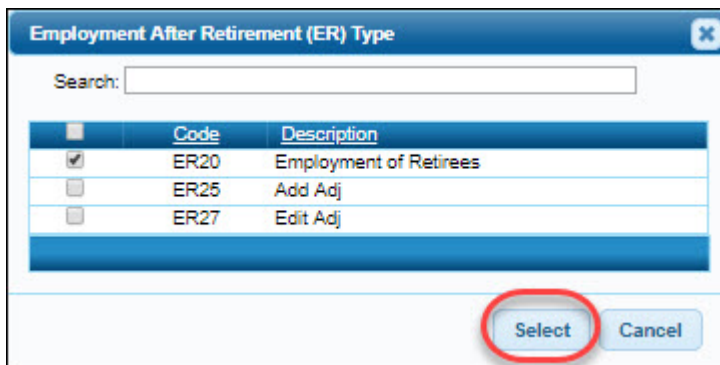 Employment After Retirement (ER) Type
Search:
Code Description
ER20 Employment of Retirees
ER25 Add Adj
ER27 Edit Adj
Select Cancel